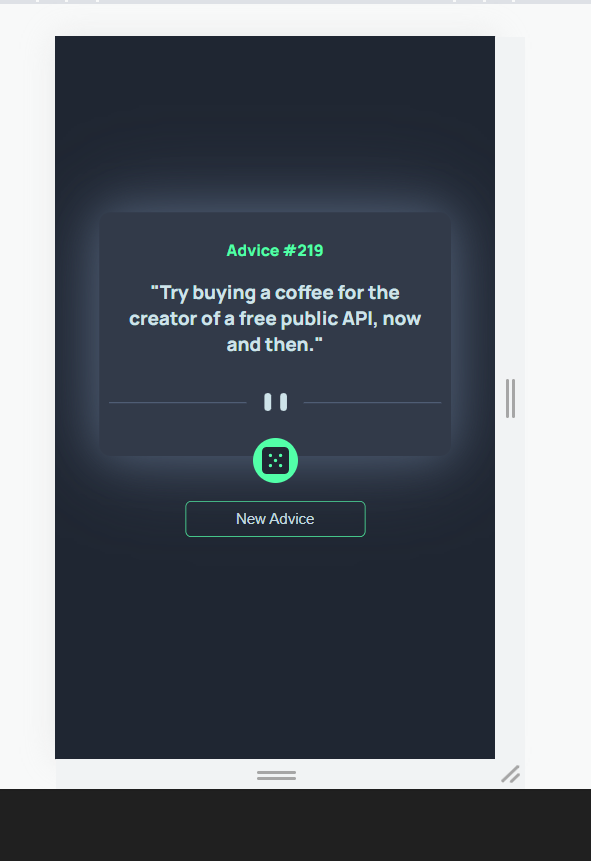 Advice #219
"Try buying a coffee for the
creator of a free public API, now
and then."
New Advice